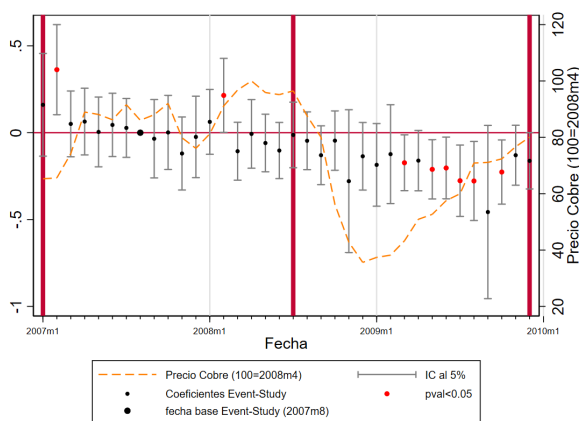 .5
0
-.5
-1
120
100
80
60
40
20
Precio Cobre (100=2008m4)
2007m1
2008m1
2009m1
2010m1
Fecha
Precio Cobre (100=2008m4)
IC al 5%
Coeficientes Event-Study
pval<0.05
fecha base Event-Study (2007m8)